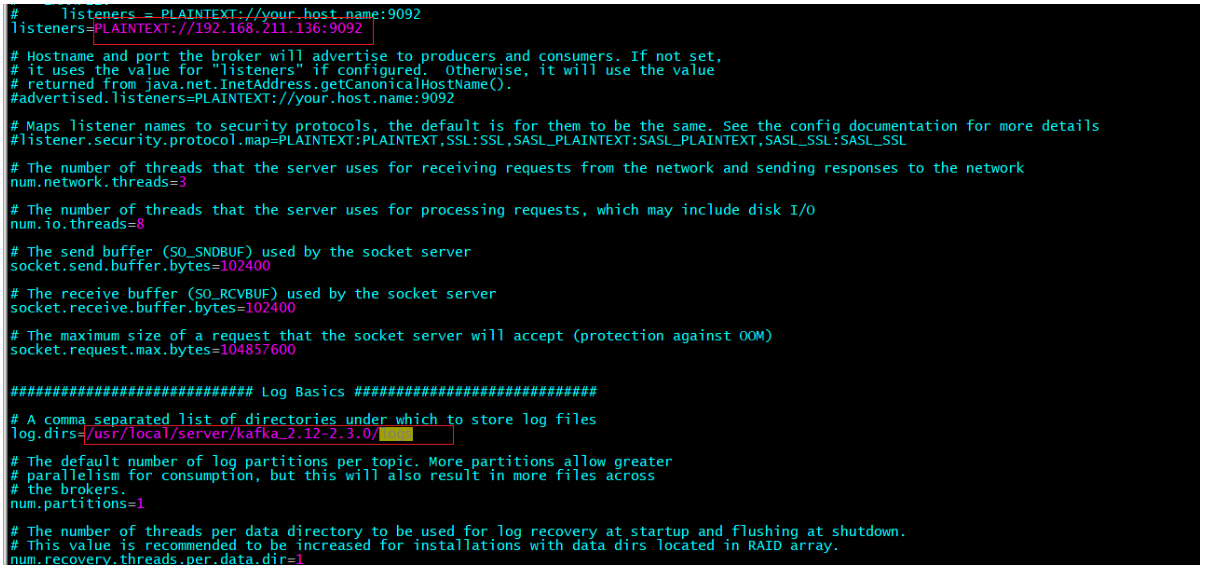 #     listeners = PLAINTEXT://your.host.name:9092
listeners=PLAINTEXT://192.168.211.136:9092
# Hostname and port the broker will advertise to producers and consumers. If not set,
# it uses the value for "listeners" if configured.  Otherwise, it will use the value
# returned from java.net.InetAddress.getCanonicalHostName().
#advertised.listeners=PLAINTEXT://your.host.name:9092
# Maps listener names to security protocols, the default is for them to be the same. See the config documentation for more details
#listener.security.protocol.map=PLAINTEXT:PLAINTEXT,SSL:SSL,SASL_PLAINTEXT:SASL_PLAINTEXT,SASL_SSL:SASL_SSL
# The number of threads that the server uses for receiving requests from the network and sending responses to the network
num.network.threads=3
# The number of threads that the server uses for processing requests, which may include disk I/O
num.io.threads=8
# The send buffer (SO_SNDBUF) used by the socket server
socket.send.buffer.bytes=102400
# The receive buffer (SO_RCVBUF) used by the socket server
socket.receive.buffer.bytes=102400
# The maximum size of a request that the socket server will accept (protection against OOM)
socket.request.max.bytes=104857600
############################# Log Basics #############################
# A comma separated list of directories under which to store log files
log.dirs=/usr/local/server/kafka_2.12-2.3.0/logs
# The default number of log partitions per topic. More partitions allow greater
# parallelism for consumption, but this will also result in more files across
# the brokers.
num.partitions=1
# The number of threads per data directory to be used for log recovery at startup and flushing at shutdown.
# This value is recommended to be increased for installations with data dirs located in RAID array.
num.recovery.threads.per.data.dir=1